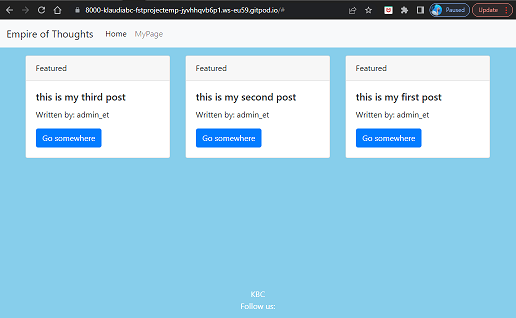 8000-klaudiabc-fstprojectemp-jyvhhqvb6p1.ws-eu59.gitpod.io/#
Paused
Update
Empire of Thoughts
Home
MyPage
Featured
this is my third post
Written by: admin_et
Go somewhere
Featured
this is my second post
Written by: admin_et
Go somewhere
Featured
this is my first post
Written by: admin_et
Go somewhere
KBC
Follow us: